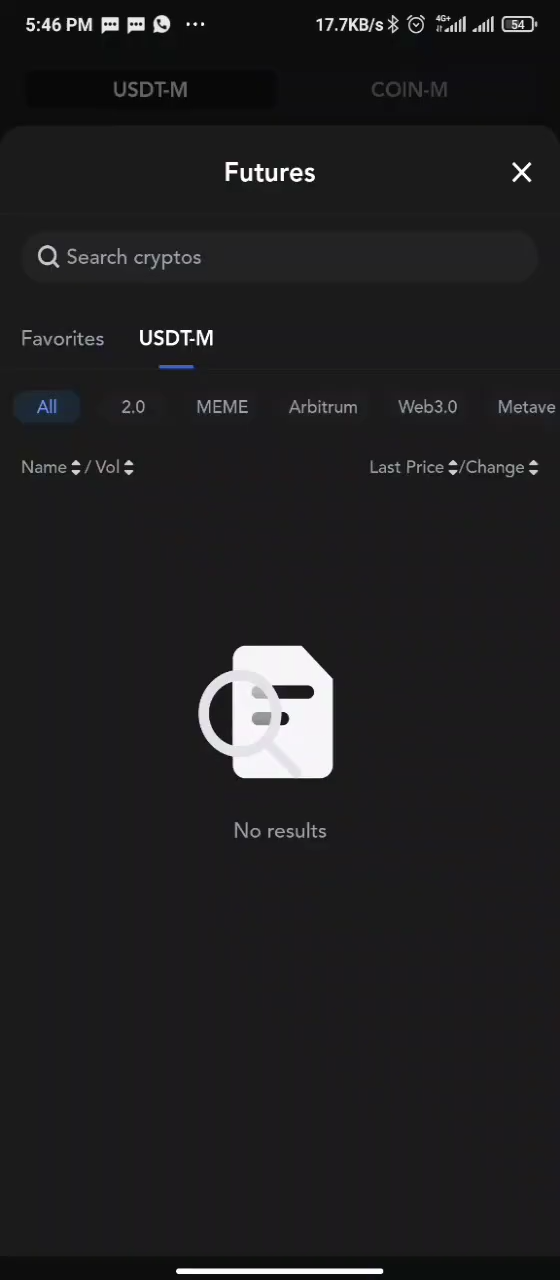 5:46 PM 17.7KB/s 4G+ 54
USDT-M COIN-M
Futures
Search cryptos
Favorites USDT-M
All 2.0 MEME Arbitrum Web3.0 Metave
Name / Vol Last Price /Change
No results